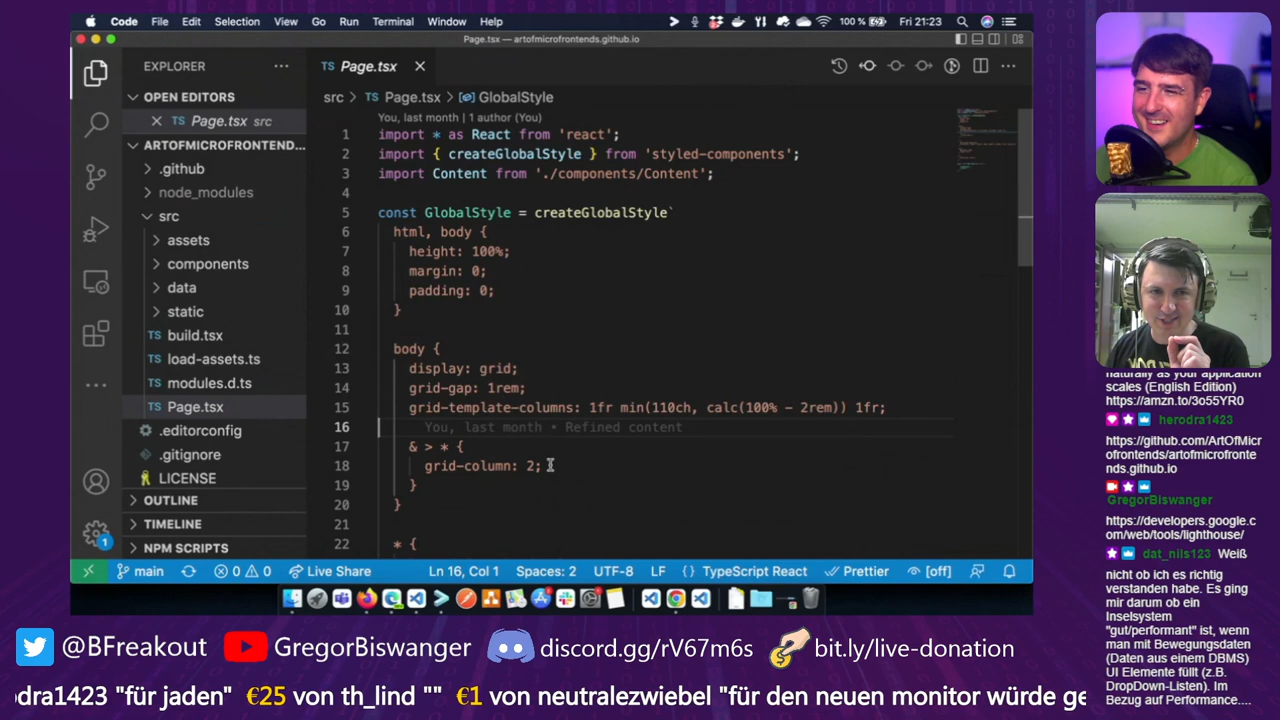 Code File Edit Selection View Go Run Terminal Window Help
100 % Fri 21:23
Page.tsx — artofmicrofrontends.github.io
EXPLORER
OPEN EDITORS
TS Page.tsx src
ARTOFMICROFRONTEND...
.github
node_modules
src
assets
components
data
static
TS build.tsx
TS load-assets.ts
TS modules.d.ts
TS Page.tsx
.editorconfig
.gitignore
LICENSE
OUTLINE
TIMELINE
NPM SCRIPTS
1
TS Page.tsx
src > TS Page.tsx > GlobalStyle
You, last month | 1 author (You)
1 import * as React from 'react';
2 import { createGlobalStyle } from 'styled-components';
3 import Content from './components/Content';
4
5 const GlobalStyle = createGlobalStyle`
6 html, body {
7 height: 100%;
8 margin: 0;
9 padding: 0;
10 }
11
12 body {
13 display: grid;
14 grid-gap: 1rem;
15 grid-template-columns: 1fr min(110ch, calc(100% - 2rem)) 1fr;
16 You, last month • Refined content
17 & > * {
18 grid-column: 2;
19 }
20 }
21
22 * {
main 0 0 Live Share Ln 16, Col 1 Spaces: 2 UTF-8 LF {} TypeScript React Prettier [off]
naturally as your application
scales (English Edition)
https://amzn.to/3o55YR0
herodra1423
https://github.com/ArtOfMicr
ofrontends/artofmicrofronte
nds.github.io
GregorBiswanger
https://developers.google.c
om/web/tools/lighthouse/
dat_nils123 Weiß
nicht ob ich es richtig
verstanden habe. Es ging
mir darum ob ein
Inselsystem
"gut/performant" ist, wenn
man mit Bewegungsdaten
(Daten aus einem DBMS)
UI Elemente füllt (z.B.
DropDown-Listen). Im
Bezug auf Performance....
@BFreakout GregorBiswanger discord.gg/rV67m6s bit.ly/live-donation
odra1423 "für jaden" €25 von th_lind "" €1 von neutralezwiebel "für den neuen monitor würde ge